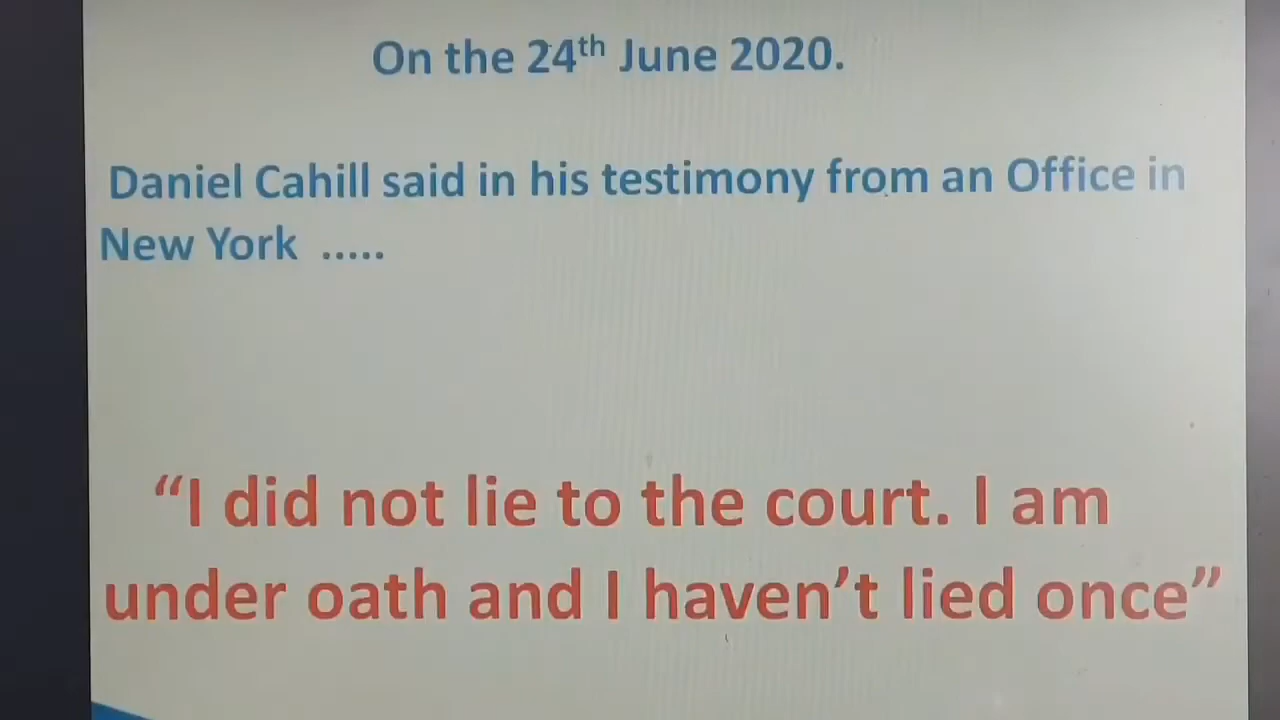 On the 24th June 2020.
Daniel Cahill said in his testimony from an Office in
New York .....
“I did not lie to the court. I am
under oath and I haven’t lied once”